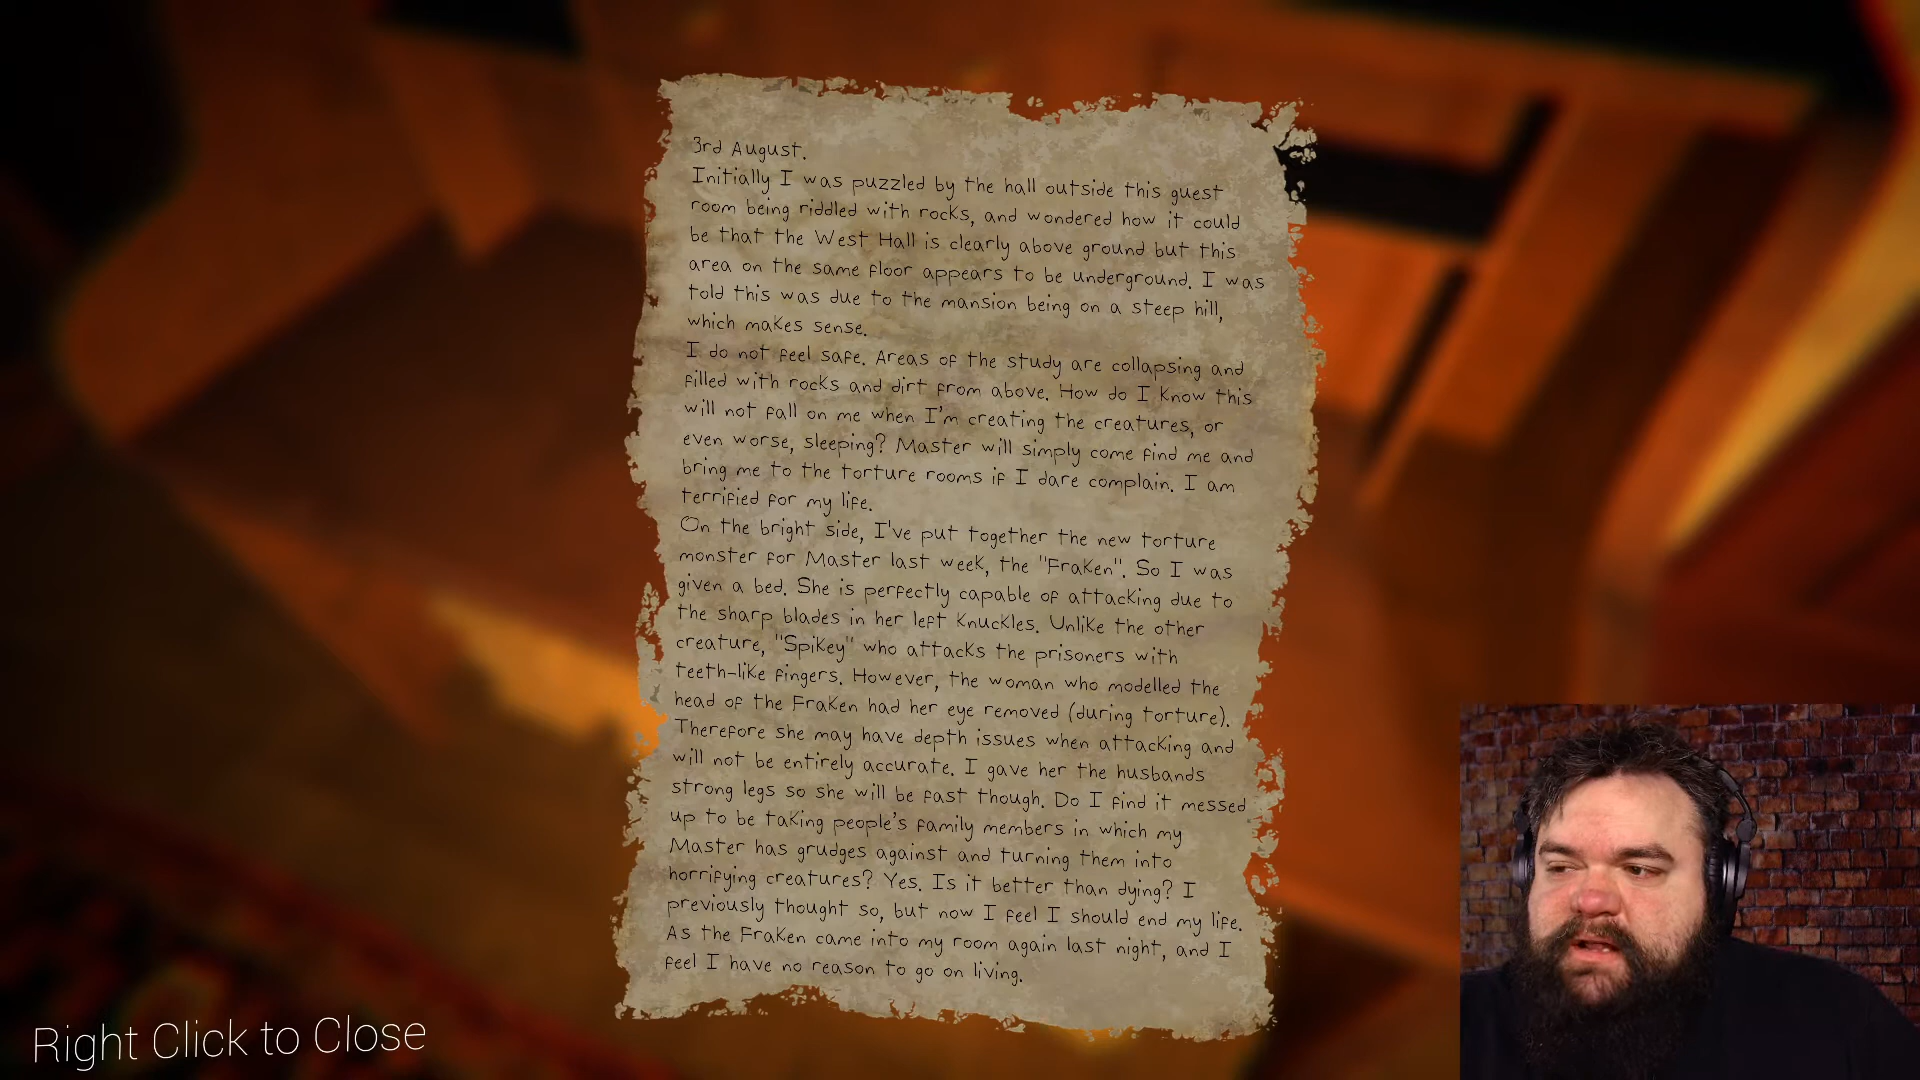 3rd August.
Initially I was puzzled by the hall outside this guest
room being riddled with rocks, and wondered how it could
be that the West Hall is clearly above ground but this
area on the same floor appears to be underground. I was
told this was due to the mansion being on a steep hill,
which makes sense.
I do not feel safe. Areas of the study are collapsing and
filled with rocks and dirt from above. How do I know this
will not fall on me when I'm creating the creatures, or
even worse, sleeping? Master will simply come find me and
bring me to the torture rooms if I dare complain. I am
terrified for my life.
On the bright side, I've put together the new torture
monster for Master last week, the "Fraken". So I was
given a bed. She is perfectly capable of attacking due to
the sharp blades in her left knuckles. Unlike the other
creature, "Spikey" who attacks the prisoners with
teeth-like fingers. However, the woman who modelled the
head of the Fraken had her eye removed (during torture).
Therefore she may have depth issues when attacking and
will not be entirely accurate. I gave her the husbands
strong legs so she will be fast though. Do I find it messed
up to be taking people's family members in which my
Master has grudges against and turning them into
horrifying creatures? Yes. Is it better than dying? I
previously thought so, but now I feel I should end my life.
As the Fraken came into my room again last night, and I
feel I have no reason to go on living.
Right Click to Close